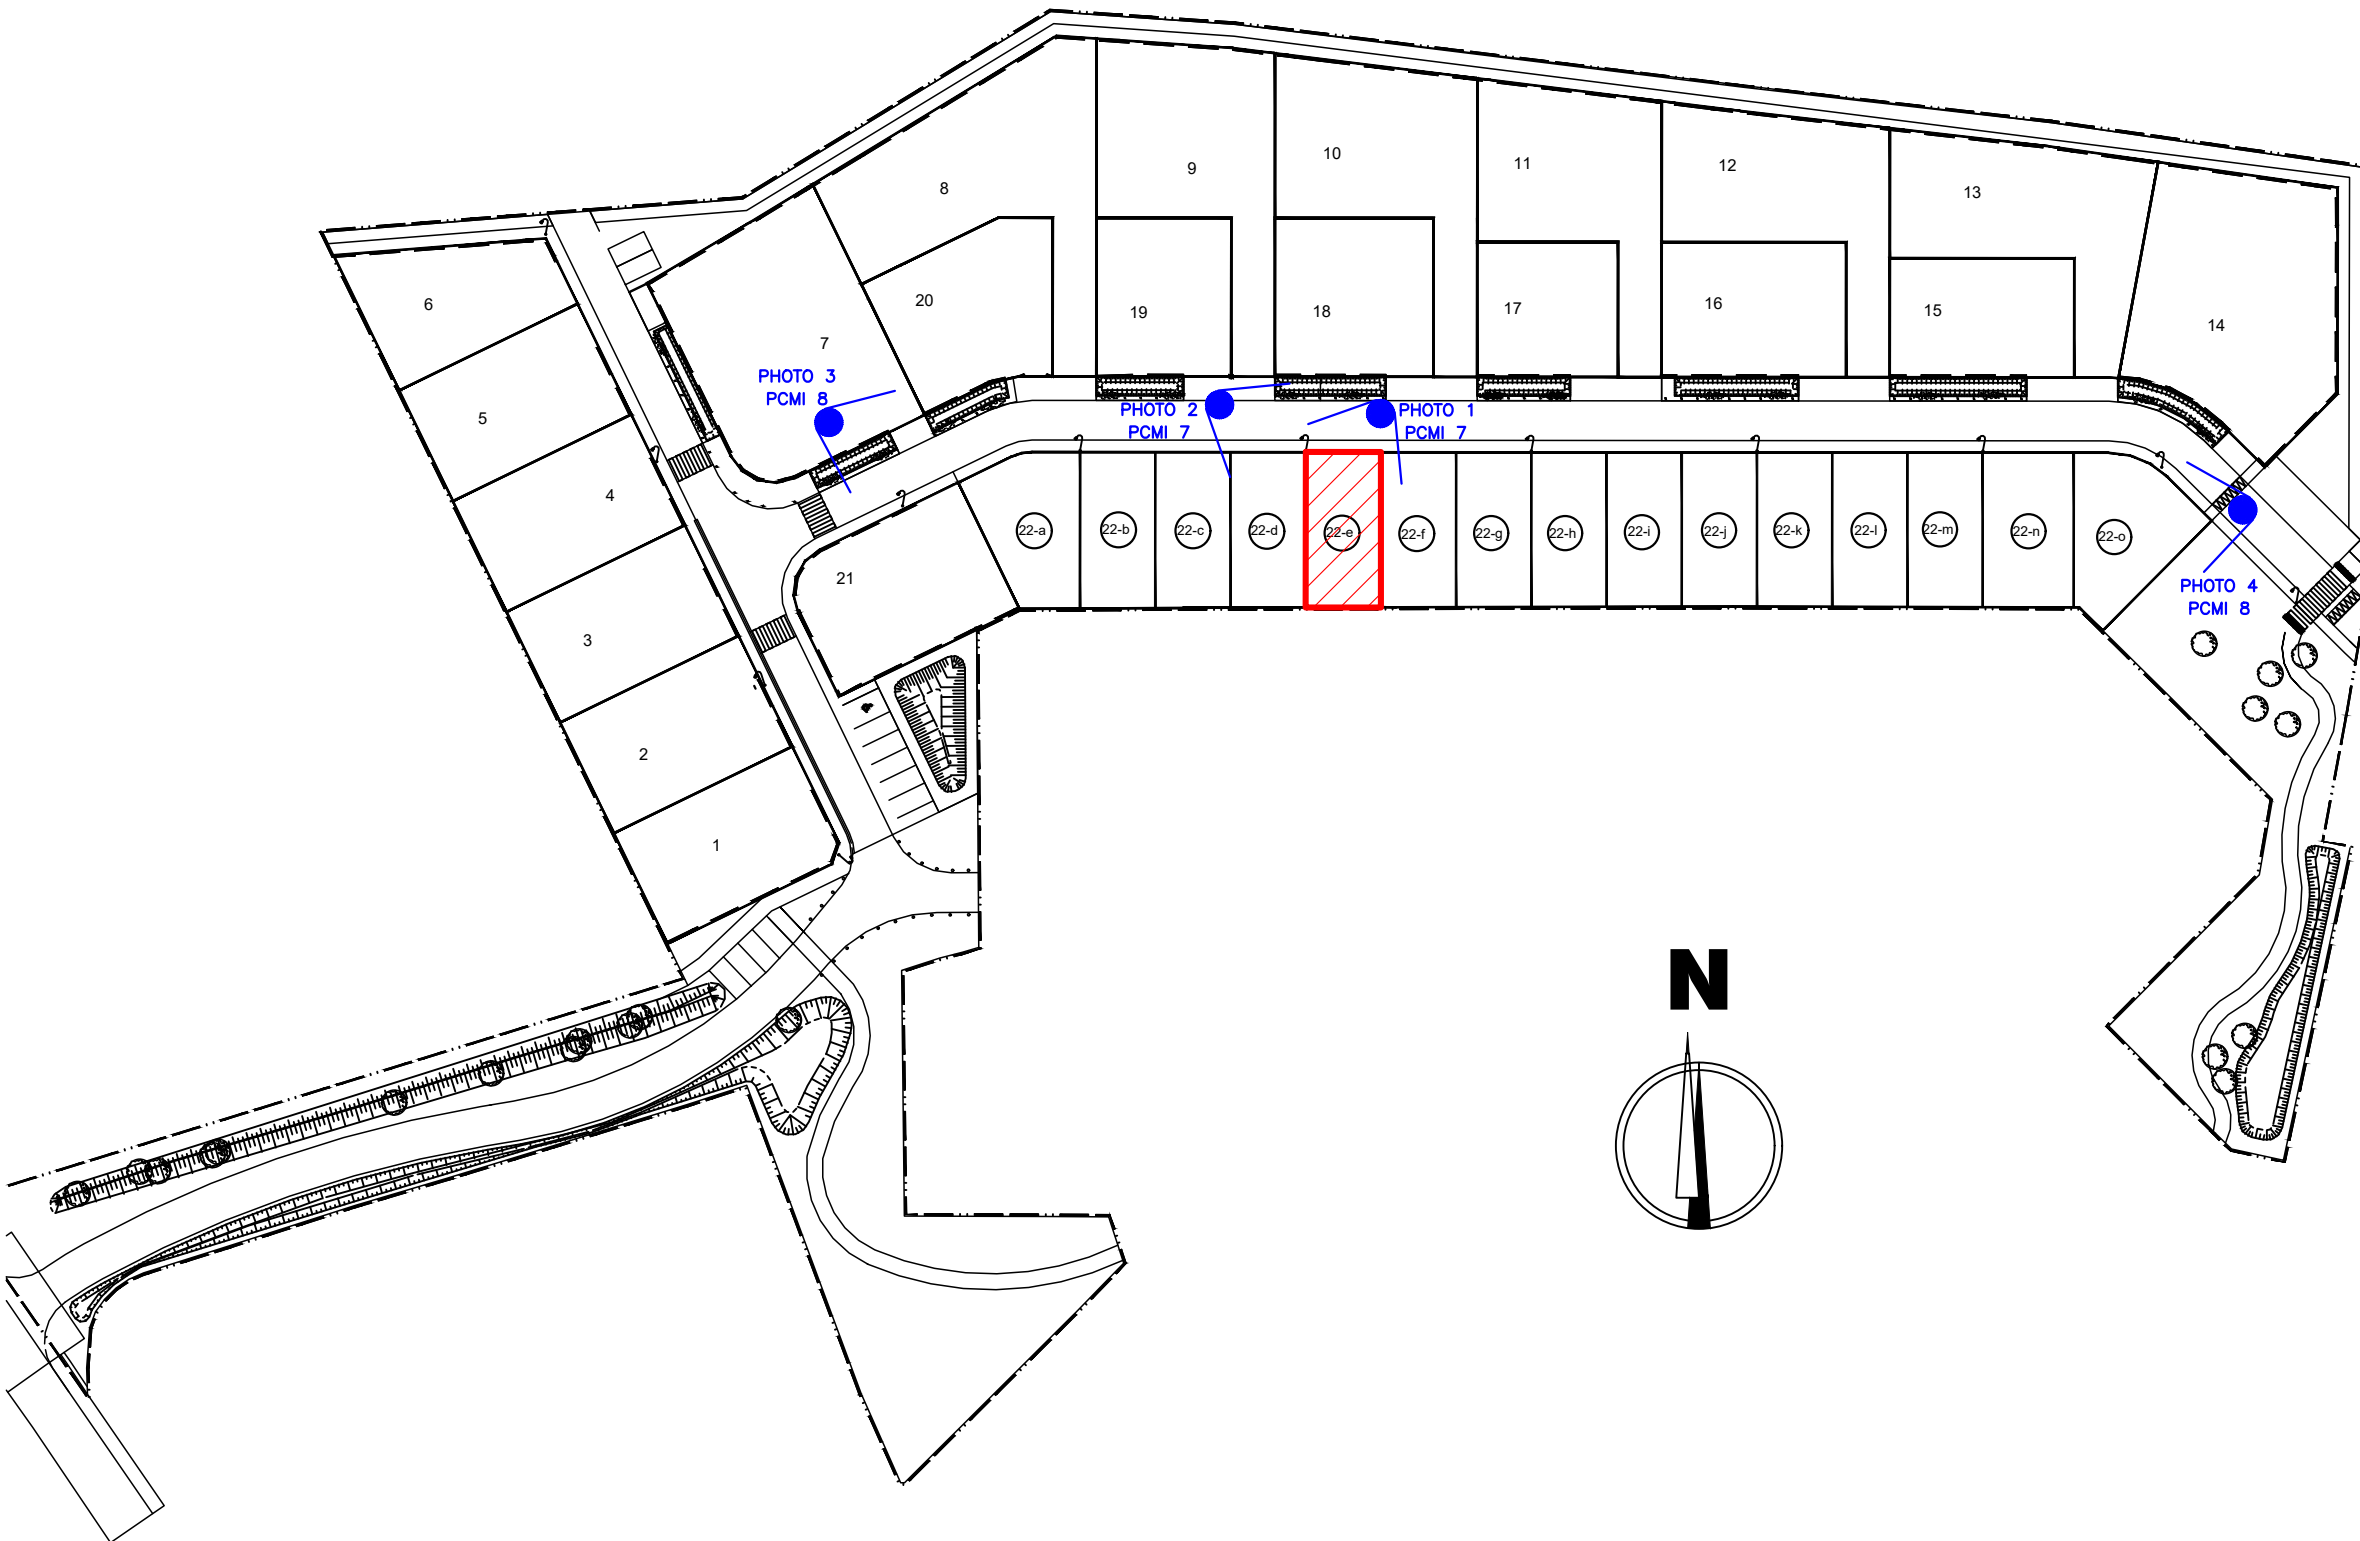 10
9
11
12
8
13
6
20
19
18
17
16
15
14
7
PHOTO 3
PCMI 8
PHOTO 2
PCMI 7
PHOTO 1
PCMI 7
5
4
22-a
22-b
22-c
22-d
22-e
22-f
22-g
22-h
22-i
22-j
22-k
22-l
22-m
22-n
22-o
21
PHOTO 4
PCMI 8
3
2
1
N